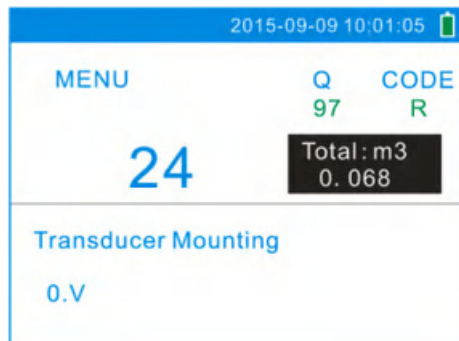 2015-09-09 10:01:05
MENU Q CODE
97 R
24
Total:m3
0.068
Transducer Mounting
0.V